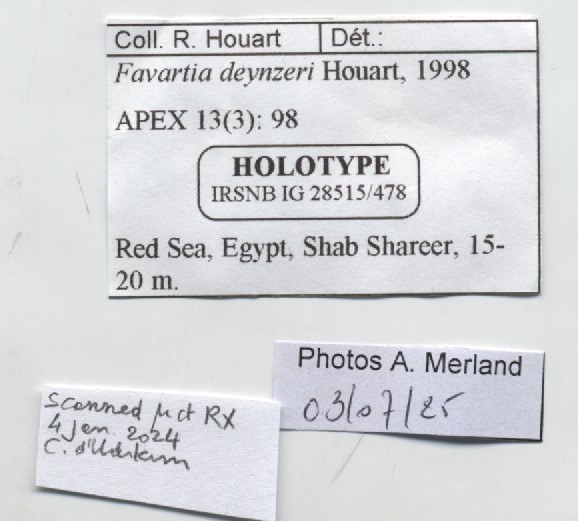 Coll. R. Houart Dét.:
Favartia deynzeri Houart, 1998
APEX 13(3): 98
HOLOTYPE
IRSNB IG 28515/478
Red Sea, Egypt, Shab Shareer, 15-
20 m.
Photos A. Merland
03/07/25
Scanned µct RX
4 Jan. 2024
C.